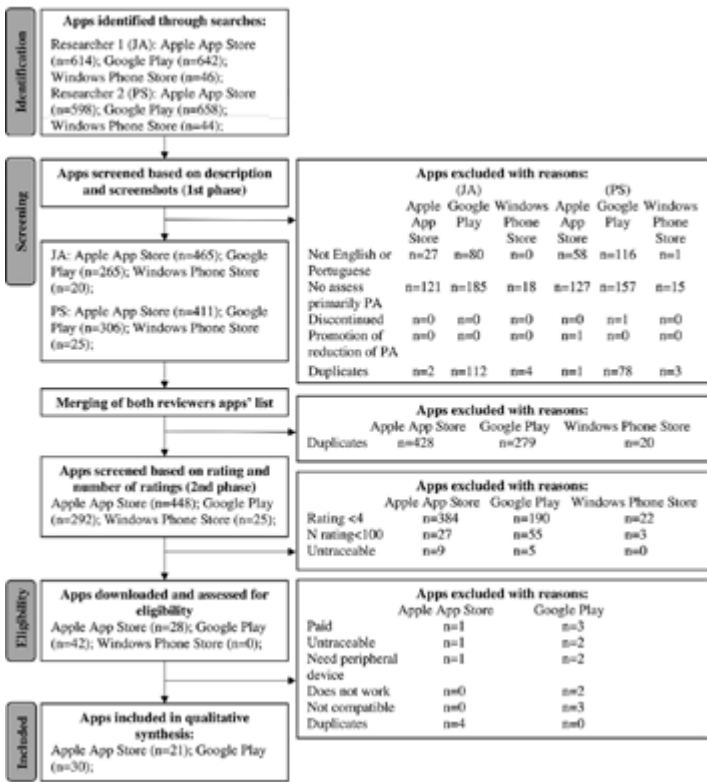 Identification
Apps identified through searches:
Researcher 1 (JA): Apple App Store
(n=614); Google Play (n=642);
Windows Phone Store (n=46);
Researcher 2 (PS): Apple App Store
(n=598); Google Play (n=658);
Windows Phone Store (n=44);
Screening
Apps screened based on description
and screenshots (1st phase)
Apps excluded with reasons:
(JA) (PS)
Apple Google Windows Apple Google Windows
App Play Phone App Play Phone
Store Store Store Store
Not English or n=27 n=80 n=0 n=58 n=116 n=1
Portuguese
No assess n=121 n=185 n=18 n=127 n=157 n=15
primarily PA
Discontinued n=0 n=0 n=0 n=0 n=1 n=0
Promotion of n=0 n=0 n=0 n=1 n=0 n=0
reduction of PA
Duplicates n=2 n=112 n=4 n=1 n=78 n=3
JA: Apple App Store (n=465); Google
Play (n=265); Windows Phone Store
(n=20);
PS: Apple App Store (n=411); Google
Play (n=306); Windows Phone Store
(n=25);
Merging of both reviewers apps' list
Apps excluded with reasons:
Apple App Store Google Play Windows Phone Store
Duplicates n=428 n=279 n=20
Apps screened based on rating and
number of ratings (2nd phase)
Apple App Store (n=448); Google Play
(n=292); Windows Phone Store (n=25);
Apps excluded with reasons:
Apple App Store Google Play Windows Phone Store
Rating <4 n=384 n=190 n=22
N rating<100 n=27 n=55 n=3
Untraceable n=9 n=5 n=0
Eligibility
Apps downloaded and assessed for
eligibility
Apple App Store (n=28); Google Play
(n=42); Windows Phone Store (n=0);
Apps excluded with reasons:
Apple App Store Google Play
Paid n=1 n=3
Untraceable n=1 n=2
Need peripheral n=1 n=2
device
Does not work n=0 n=2
Not compatible n=0 n=3
Duplicates n=4 n=0
Included
Apps included in qualitative
synthesis:
Apple App Store (n=21); Google Play
(n=30);